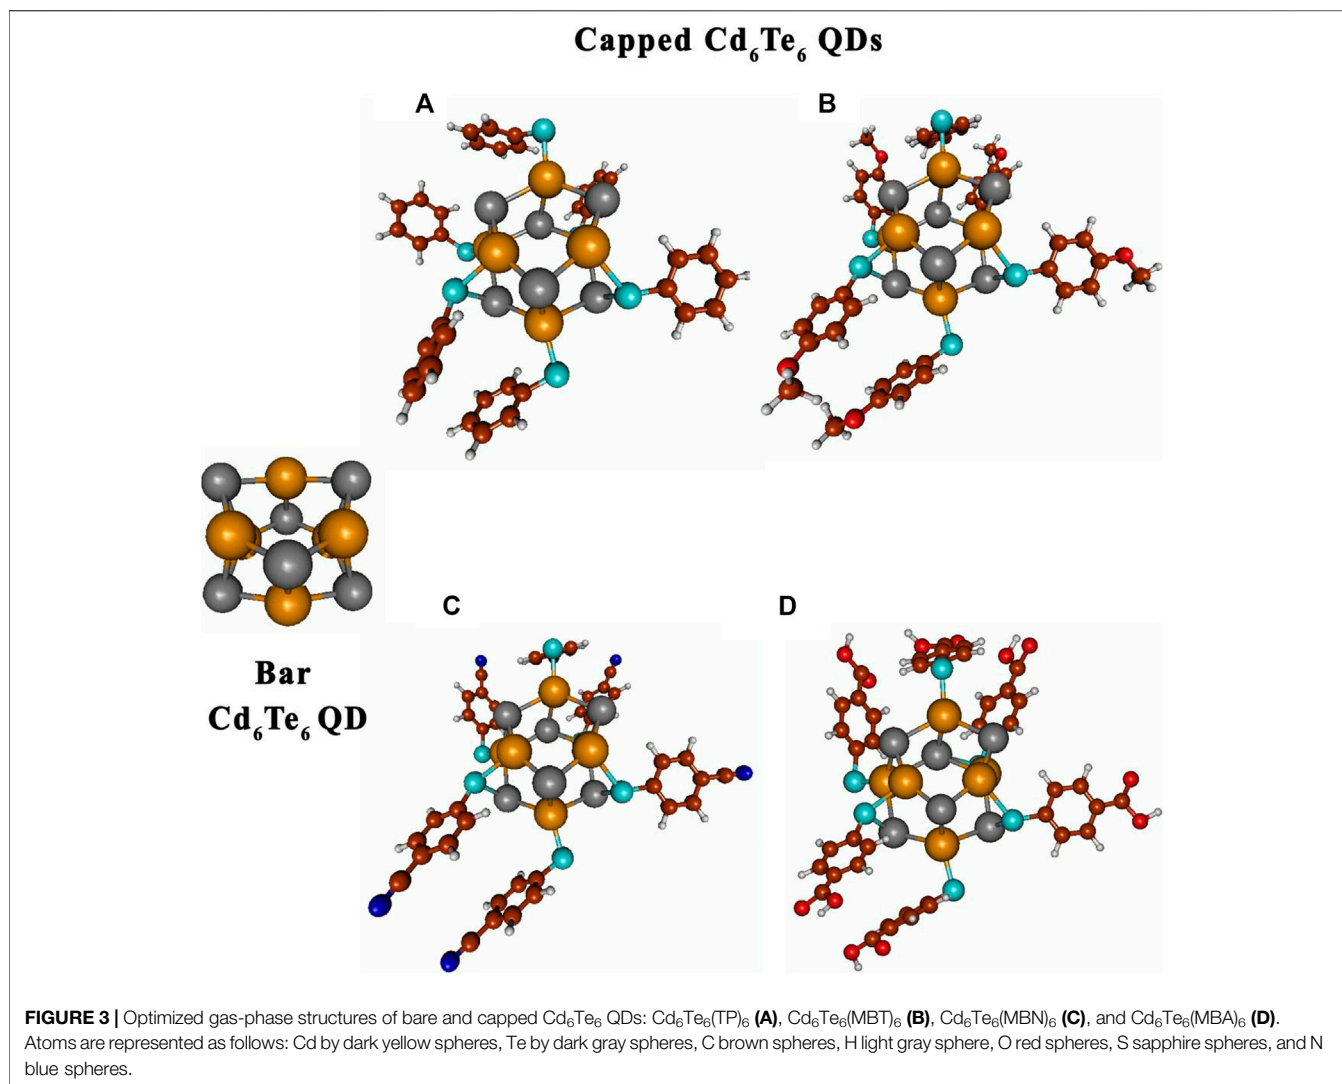 Capped Cd₆Te₆ QDs
A
B
Bar
Cd₆Te₆ QD
C
D
FIGURE 3 | Optimized gas-phase structures of bare and capped Cd₆Te₆ QDs: Cd₆Te₆(TP)₆ (A), Cd₆Te₆(MBT)₆ (B), Cd₆Te₆(MBN)₆ (C), and Cd₆Te₆(MBA)₆ (D).
Atoms are represented as follows: Cd by dark yellow spheres, Te by dark gray spheres, C brown spheres, H light gray sphere, O red spheres, S sapphire spheres, and N
blue spheres.